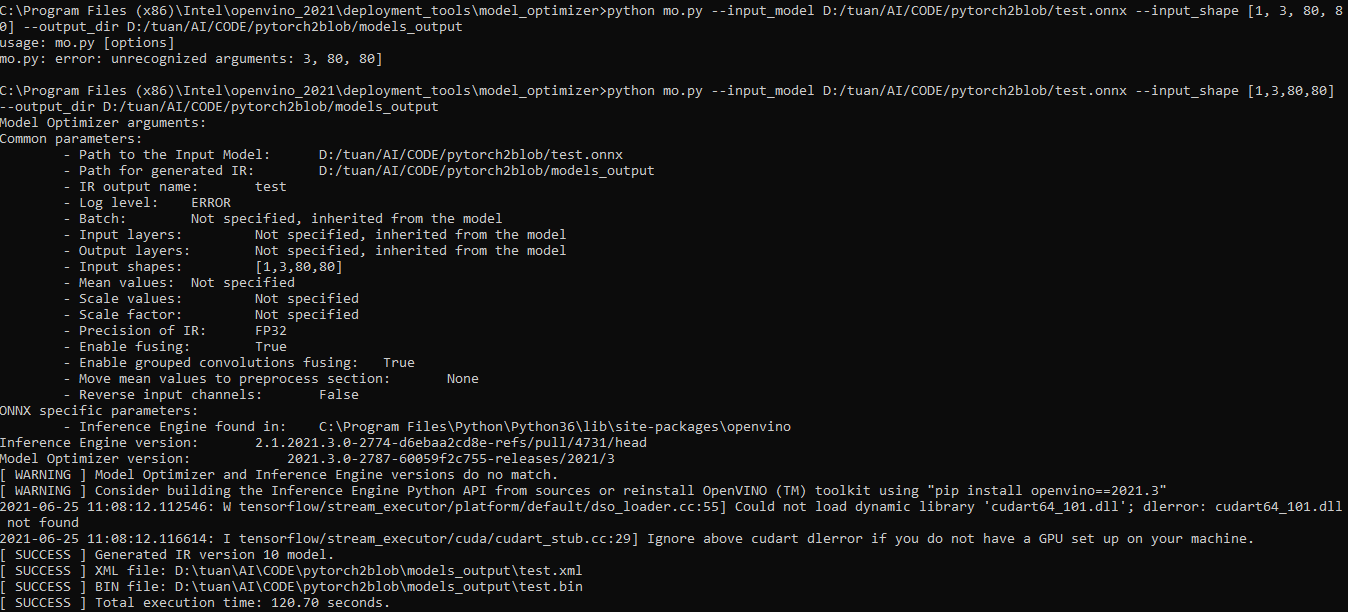 C:\Program Files (x86)\Intel\openvino_2021\deployment_tools\model_optimizer>python mo.py --input_model D:/tuan/AI/CODE/pytorch2blob/test.onnx --input_shape [1, 3, 80, 8
0] --output_dir D:/tuan/AI/CODE/pytorch2blob/models_output
usage: mo.py [options]
mo.py: error: unrecognized arguments: 3, 80, 80]
C:\Program Files (x86)\Intel\openvino_2021\deployment_tools\model_optimizer>python mo.py --input_model D:/tuan/AI/CODE/pytorch2blob/test.onnx --input_shape [1,3,80,80]
--output_dir D:/tuan/AI/CODE/pytorch2blob/models_output
Model Optimizer arguments:
Common parameters:
- Path to the Input Model: D:/tuan/AI/CODE/pytorch2blob/test.onnx
- Path for generated IR: D:/tuan/AI/CODE/pytorch2blob/models_output
- IR output name: test
- Log level: ERROR
- Batch: Not specified, inherited from the model
- Input layers: Not specified, inherited from the model
- Output layers: Not specified, inherited from the model
- Input shapes: [1,3,80,80]
- Mean values: Not specified
- Scale values: Not specified
- Scale factor: Not specified
- Precision of IR: FP32
- Enable fusing: True
- Enable grouped convolutions fusing: True
- Move mean values to preprocess section: None
- Reverse input channels: False
ONNX specific parameters:
- Inference Engine found in: C:\Program Files\Python\Python36\lib\site-packages\openvino
Inference Engine version: 2.1.2021.3.0-2774-d6ebaa2cd8e-refs/pull/4731/head
Model Optimizer version: 2021.3.0-2787-60059f2c755-releases/2021/3
[ WARNING ] Model Optimizer and Inference Engine versions do no match.
[ WARNING ] Consider building the Inference Engine Python API from sources or reinstall OpenVINO (TM) toolkit using "pip install openvino==2021.3"
2021-06-25 11:08:12.112546: W tensorflow/stream_executor/platform/default/dso_loader.cc:55] Could not load dynamic library 'cudart64_101.dll'; dlerror: cudart64_101.dll
not found
2021-06-25 11:08:12.116614: I tensorflow/stream_executor/cuda/cudart_stub.cc:29] Ignore above cudart dlerror if you do not have a GPU set up on your machine.
[ SUCCESS ] Generated IR version 10 model.
[ SUCCESS ] XML file: D:\tuan\AI\CODE\pytorch2blob\models_output\test.xml
[ SUCCESS ] BIN file: D:\tuan\AI\CODE\pytorch2blob\models_output\test.bin
[ SUCCESS ] Total execution time: 120.70 seconds.